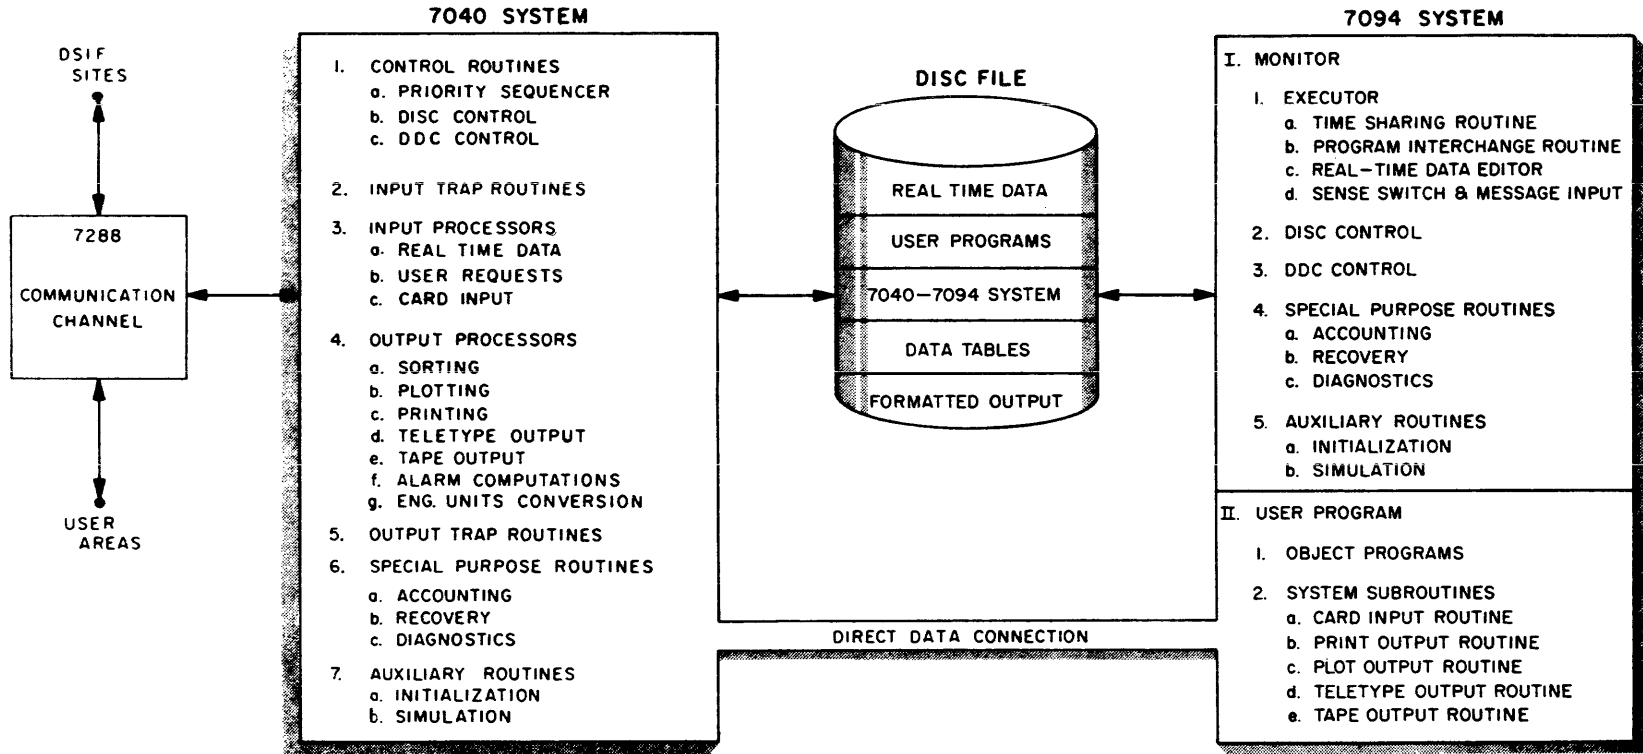 7040 SYSTEM
DSIF
SITES
7288
COMMUNICATION
CHANNEL
USER
AREAS
1. CONTROL ROUTINES
a. PRIORITY SEQUENCER
b. DISC CONTROL
c. DDC CONTROL
2. INPUT TRAP ROUTINES
3. INPUT PROCESSORS
a. REAL TIME DATA
b. USER REQUESTS
c. CARD INPUT
4. OUTPUT PROCESSORS
a. SORTING
b. PLOTTING
c. PRINTING
d. TELETYPE OUTPUT
e. TAPE OUTPUT
f. ALARM COMPUTATIONS
g. ENG. UNITS CONVERSION
5. OUTPUT TRAP ROUTINES
6. SPECIAL PURPOSE ROUTINES
a. ACCOUNTING
b. RECOVERY
c. DIAGNOSTICS
7. AUXILIARY ROUTINES
a. INITIALIZATION
b. SIMULATION
DISC FILE
REAL TIME DATA
USER PROGRAMS
7040-7094 SYSTEM
DATA TABLES
FORMATTED OUTPUT
DIRECT DATA CONNECTION
7094 SYSTEM
I. MONITOR
1. EXECUTOR
a. TIME SHARING ROUTINE
b. PROGRAM INTERCHANGE ROUTINE
c. REAL-TIME DATA EDITOR
d. SENSE SWITCH & MESSAGE INPUT
2. DISC CONTROL
3. DDC CONTROL
4. SPECIAL PURPOSE ROUTINES
a. ACCOUNTING
b. RECOVERY
c. DIAGNOSTICS
5. AUXILIARY ROUTINES
a. INITIALIZATION
b. SIMULATION
II. USER PROGRAM
1. OBJECT PROGRAMS
2. SYSTEM SUBROUTINES
a. CARD INPUT ROUTINE
b. PRINT OUTPUT ROUTINE
c. PLOT OUTPUT ROUTINE
d. TELETYPE OUTPUT ROUTINE
e. TAPE OUTPUT ROUTINE